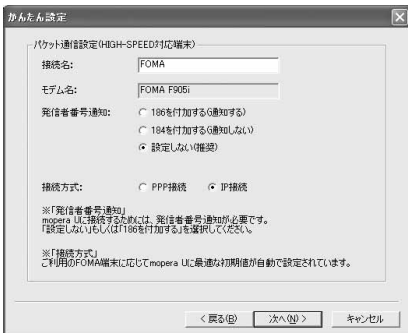 かんたん設定
パケット通信設定(HIGH-SPEED対応端末)
接続名: FOMA
モデム名: FOMA F905i
発信者番号通知: 186を付加する(通知する)
184を付加する(通知しない)
設定しない(推奨)
接続方式: PPP接続 IP接続
※「発信者番号通知」
mopera Uに接続するためには、発信者番号通知が必要です。
「設定しない」もしくは「186を付加する」を選択してください。
※「接続方式」
ご利用のFOMA端末に応じてmopera Uに最適な初期値が自動で設定されています。
< 戻る(B) 次へ(N) > キャンセル